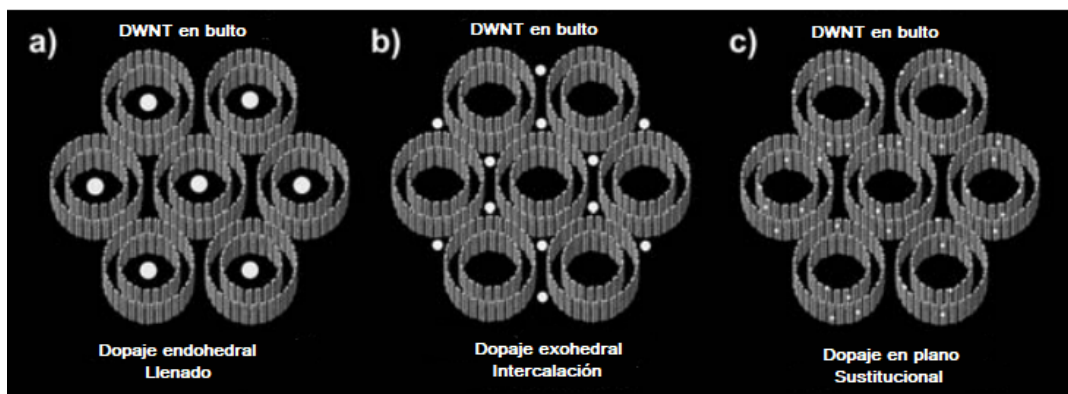 a)
DWNT en bulto
Dopaje endohedral
Llenado
b)
DWNT en bulto
Dopaje exohedral
Intercalación
c)
DWNT en bulto
Dopaje en plano
Sustitucional